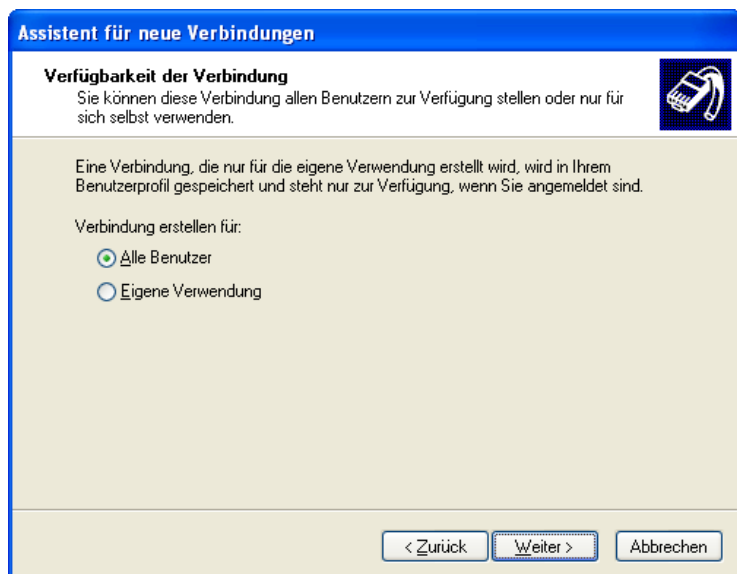 Assistent für neue Verbindungen
Verfügbarkeit der Verbindung
Sie können diese Verbindung allen Benutzern zur Verfügung stellen oder nur für
sich selbst verwenden.
Eine Verbindung, die nur für die eigene Verwendung erstellt wird, wird in Ihrem
Benutzerprofil gespeichert und steht nur zur Verfügung, wenn Sie angemeldet sind.
Verbindung erstellen für:
Alle Benutzer
Eigene Verwendung
< Zurück Weiter > Abbrechen